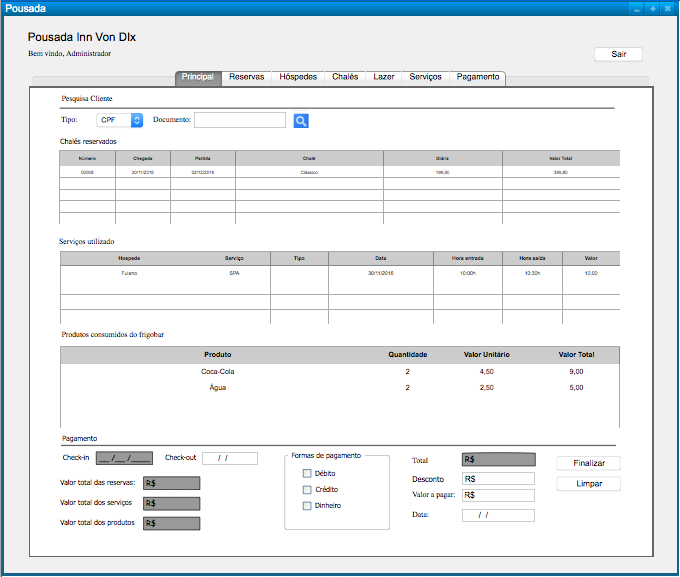 Pousada
Pousada Inn Von DIx
Bem vindo, Administrador
Sair
Principal Reservas Hóspedes Chalés Lazer Serviços Pagamento
Pesquisa Cliente
Tipo: CPF Documento:
Chalés reservados
Número Chegada Partida Chalé Diária Valor Total
00/038 30/11/2016 02/12/2016 Clássico 199,90 399,80
Serviços utilizado
Hospede Serviço Tipo Data Hora entrada Hora saída Valor
Fulano SPA 30/11/2016 10:00h 10:30h 10,00
Produtos consumidos do frigobar
Produto Quantidade Valor Unitário Valor Total
Coca-Cola 2 4,50 9,00
Água 2 2,50 5,00
Pagamento
Check-in __/__/____ Check-out / /
Valor total das reservas: R$
Valor total dos serviços R$
Valor total dos produtos R$
Formas de pagamento
Débito
Crédito
Dinheiro
Total R$
Desconto R$
Valor a pagar: R$
Data: / /
Finalizar
Limpar